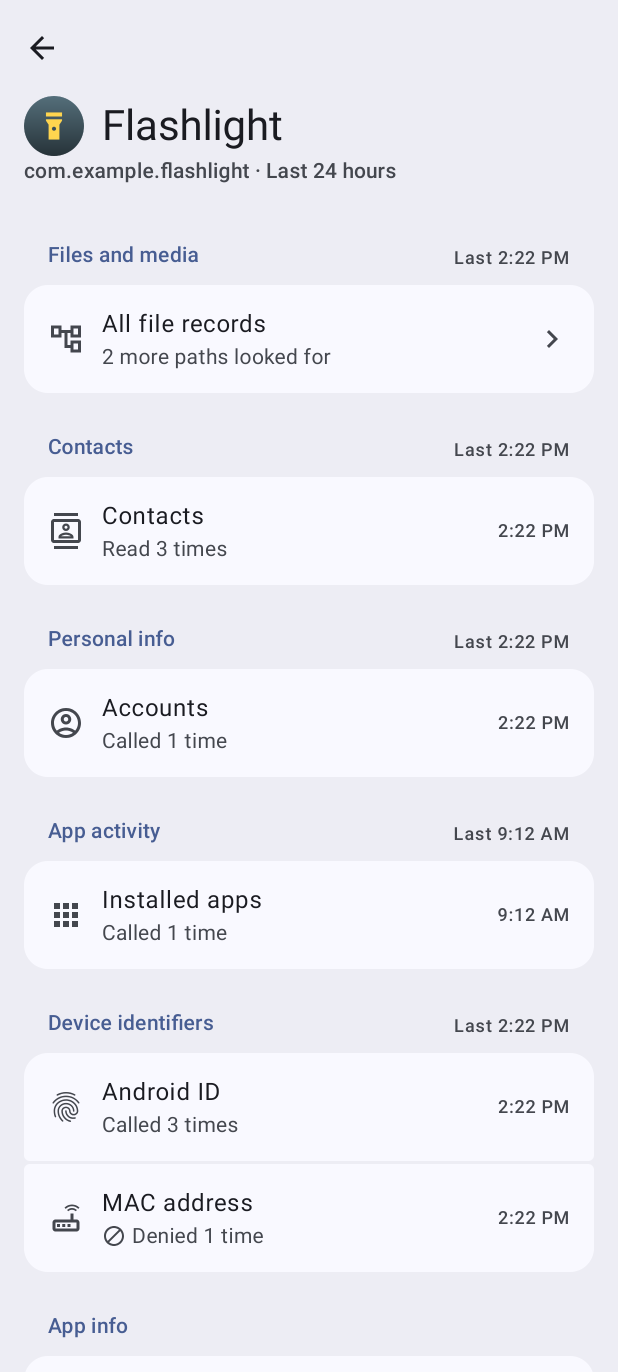 Flashlight
com.example.flashlight · Last 24 hours
Files and media Last 2:22 PM
All file records
2 more paths looked for
Contacts Last 2:22 PM
Contacts
Read 3 times
2:22 PM
Personal info Last 2:22 PM
Accounts
Called 1 time
2:22 PM
App activity Last 9:12 AM
Installed apps
Called 1 time
9:12 AM
Device identifiers Last 2:22 PM
Android ID
Called 3 times
2:22 PM
MAC address
Denied 1 time
2:22 PM
App info